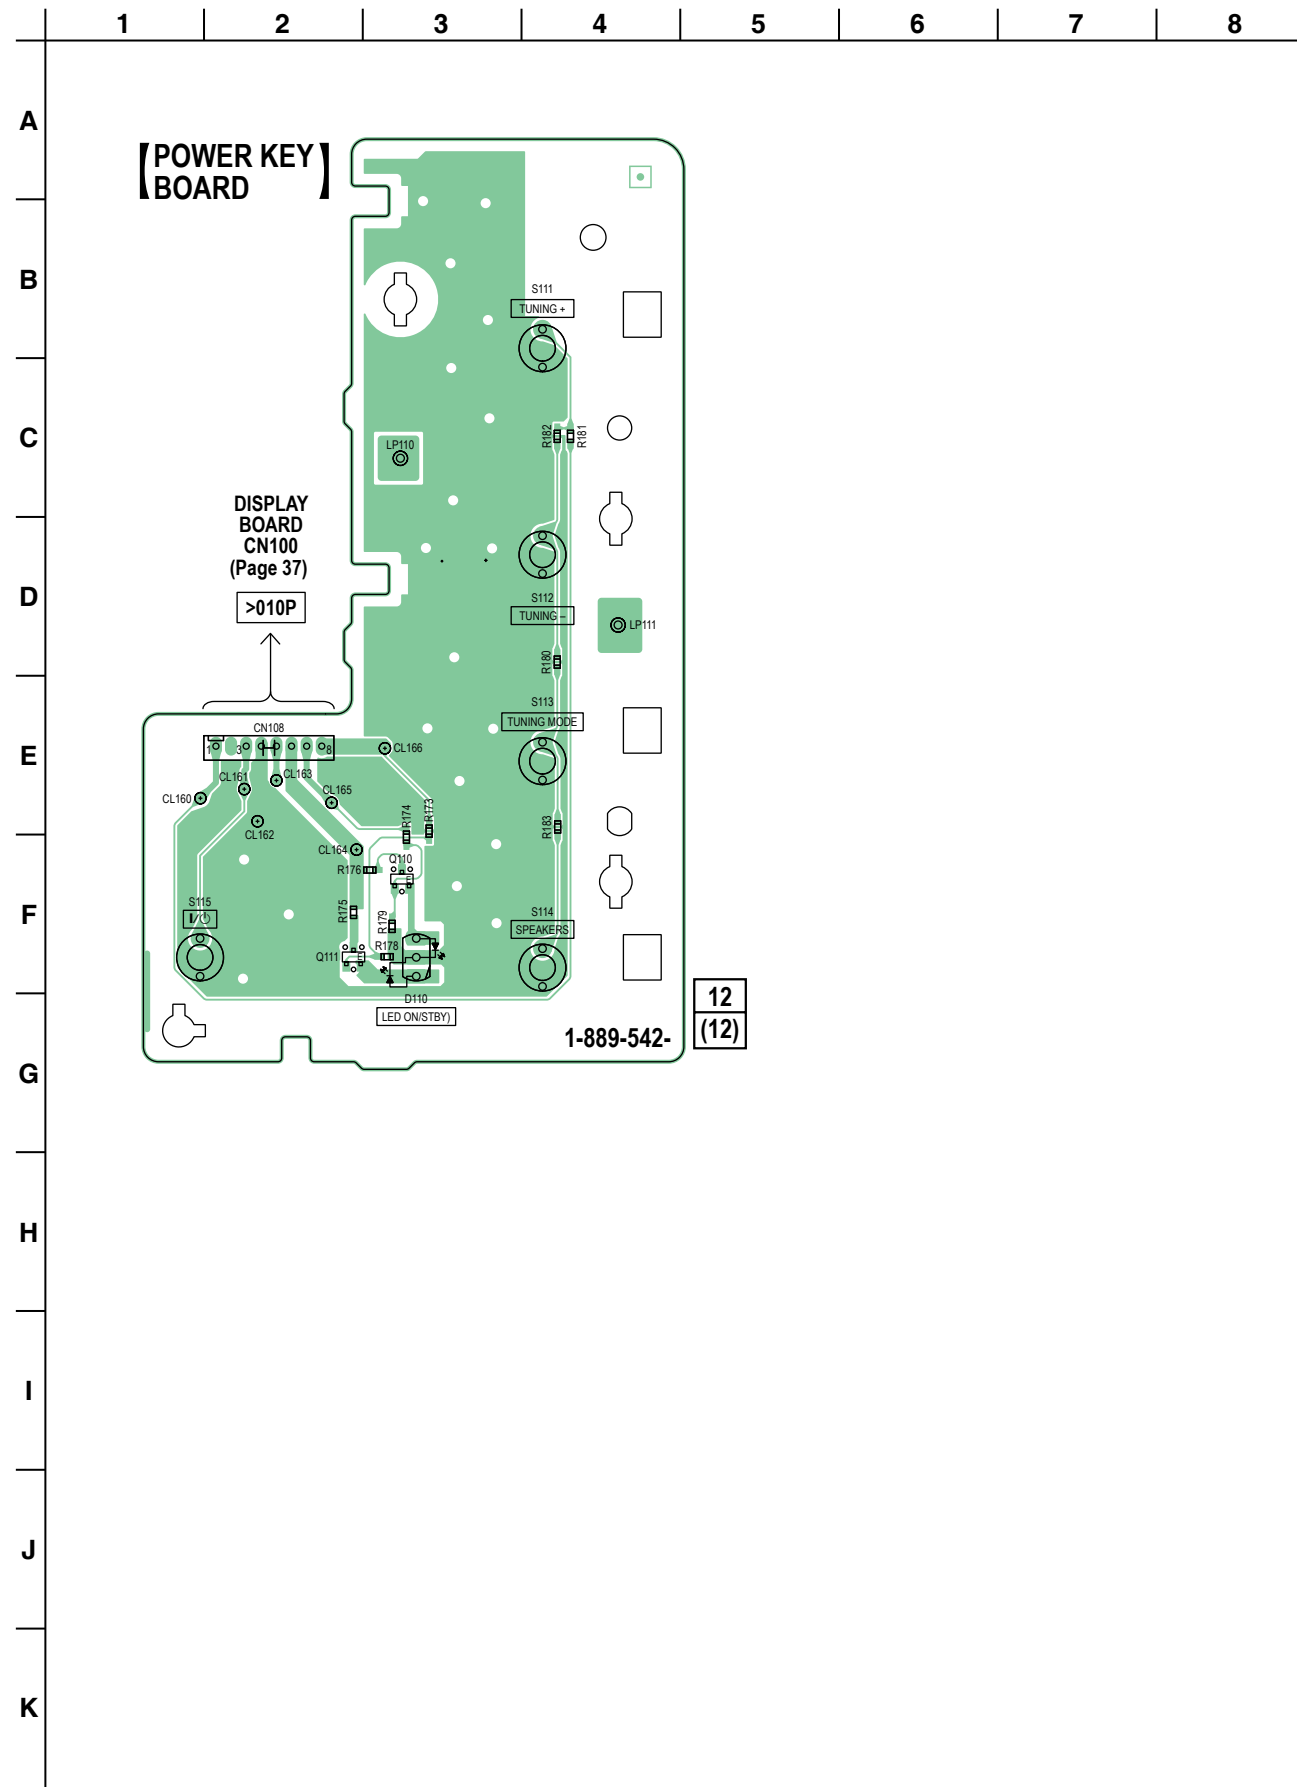 1 2 3 4 5 6 7 8
A
【POWER KEY
BOARD】
B
S111
TUNING +
C
R182
R181
LP110
DISPLAY
BOARD
CN100
(Page 37)
D
>010P
S112
TUNING –
LP111
R180
S113
TUNING MODE
CN108
E
1 3 8
CL166
CL163
CL161
CL165
CL160
CL162
R174
R173
R183
CL164
Q110
R176
E
S115
I/
F
R175
R179
S114
SPEAKERS
Q111
E
R178
D110
LED ON/STBY)
12
(12)
1-889-542-
G
H
I
J
K